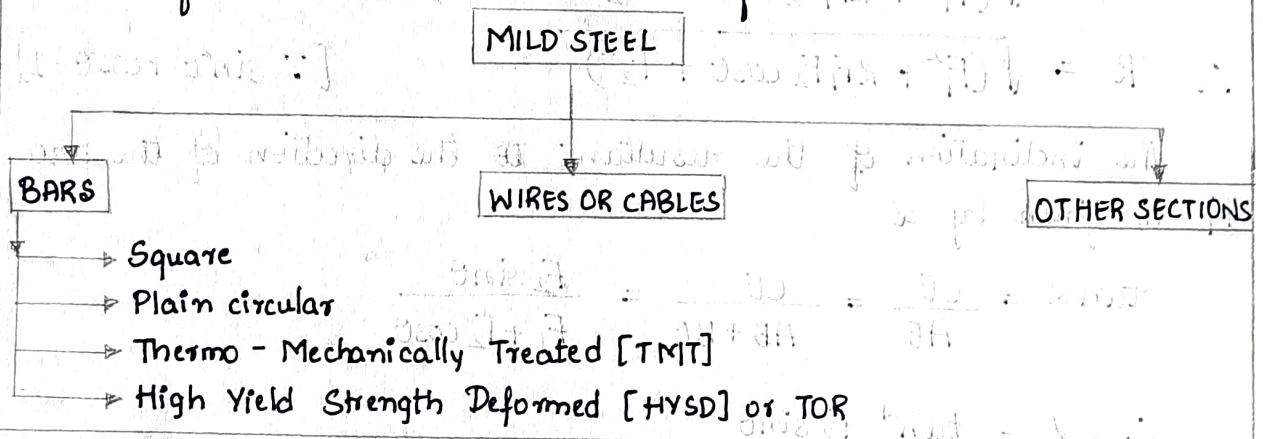 MILD STEEL
BARS
WIRES OR CABLES
OTHER SECTIONS
Square
Plain circular
Thermo - Mechanically Treated [TMT]
High Yield Strength Deformed [HYSD] or TOR